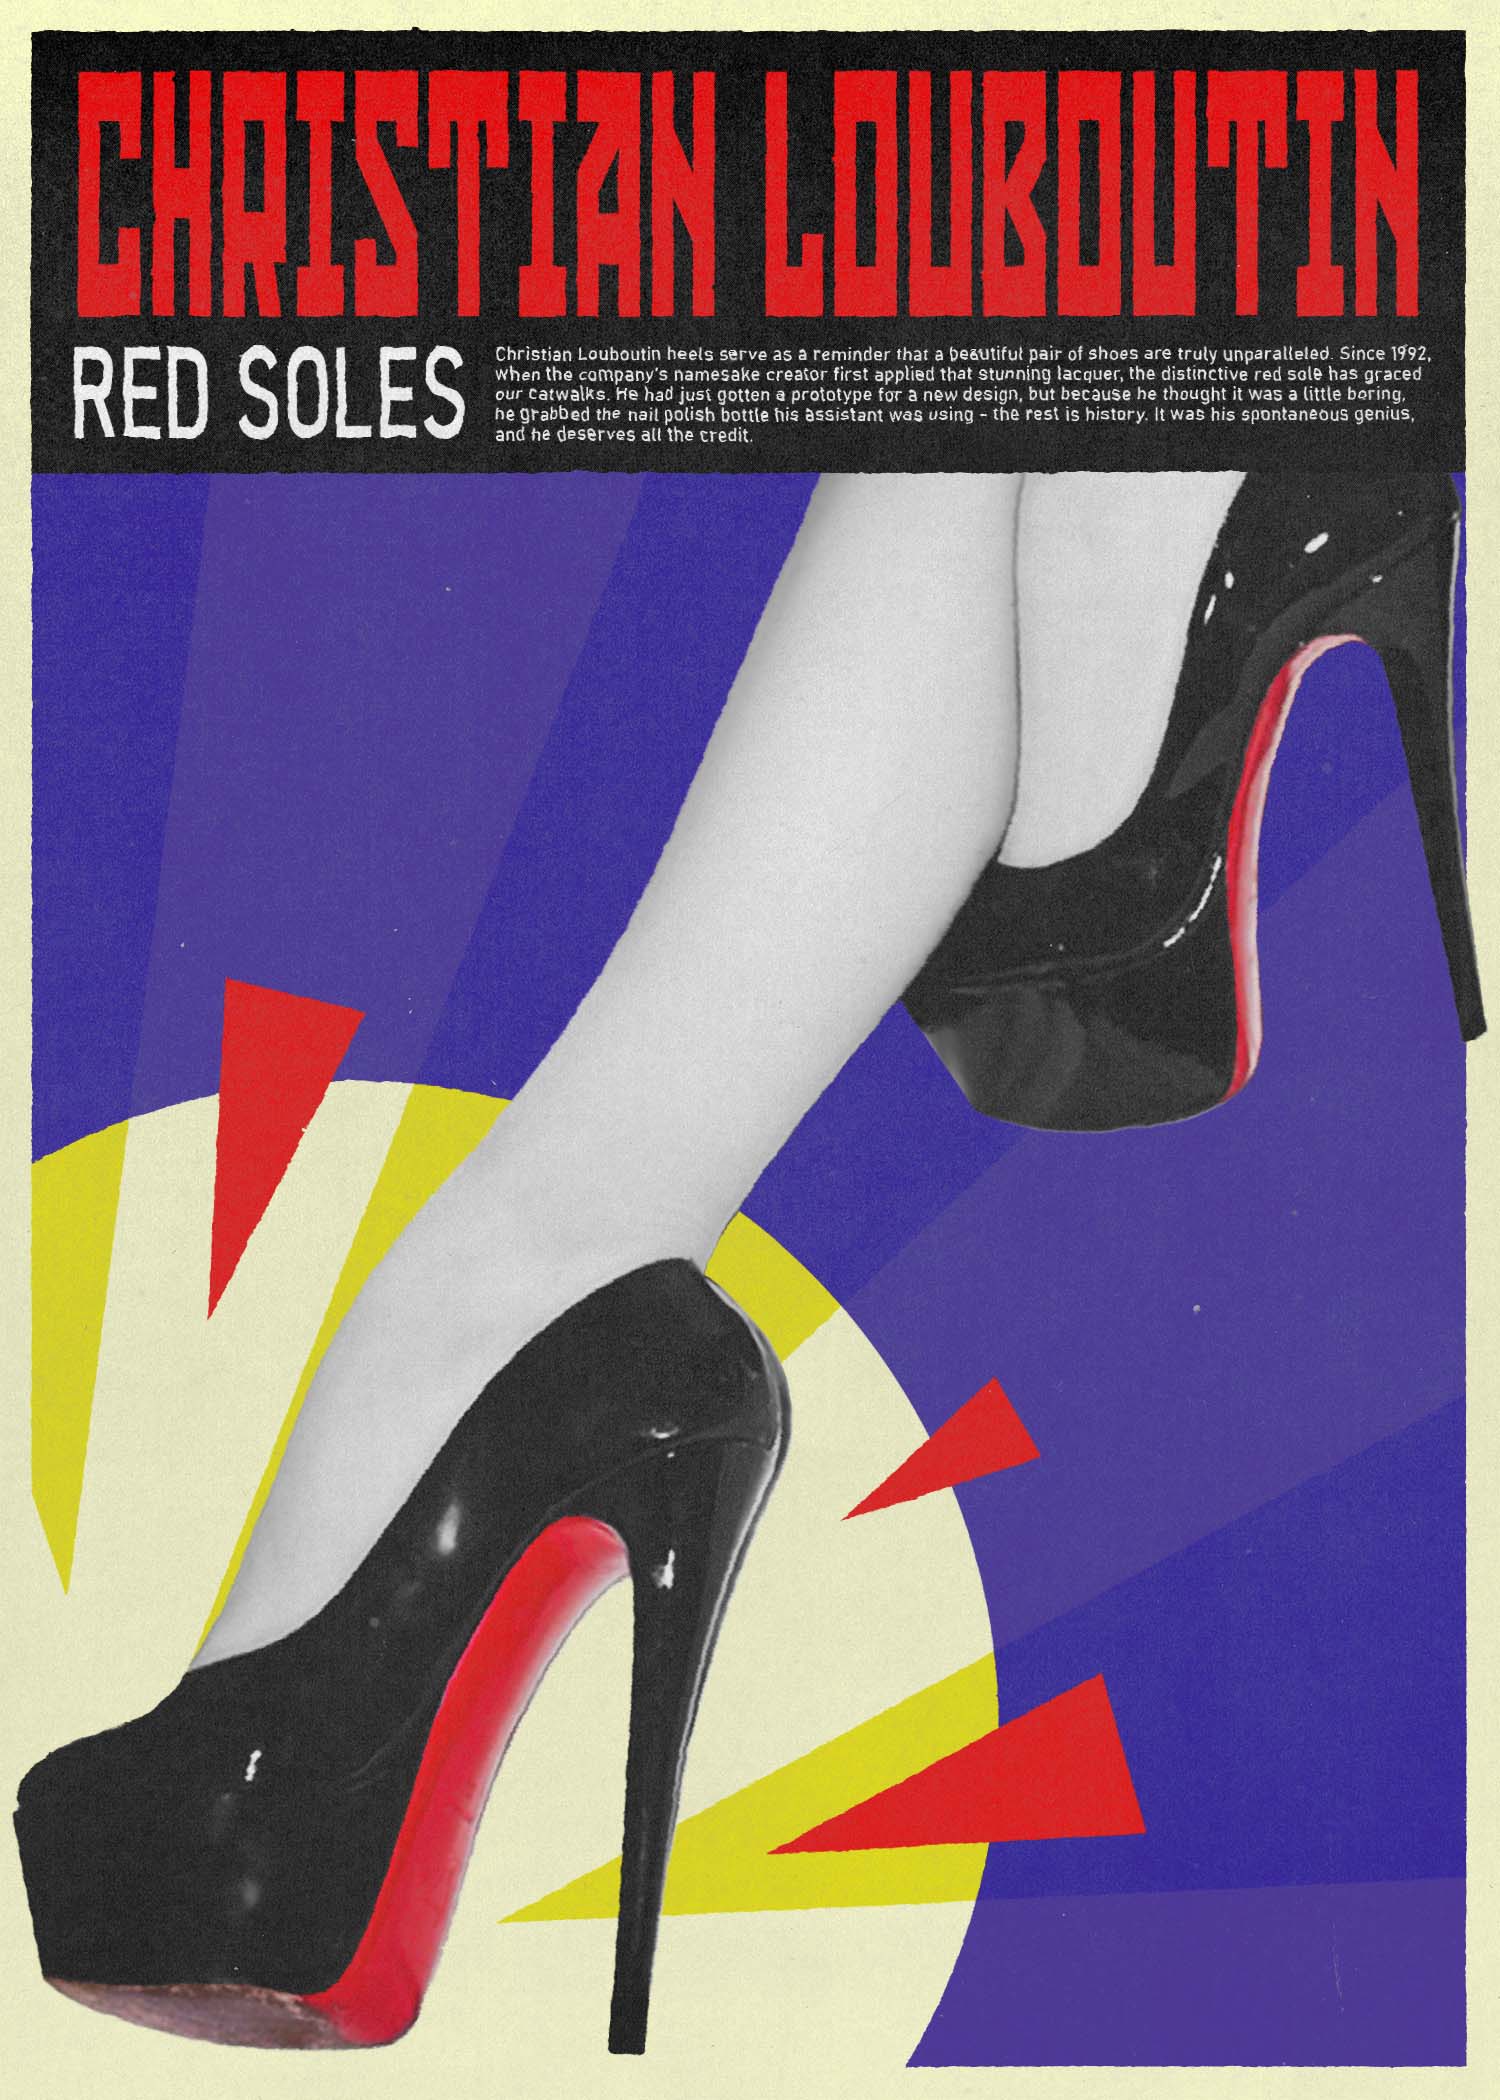 CHRISTIAN LOUBOUTIN
RED SOLES
Christian Louboutin heels serve as a reminder that a beautiful pair of shoes are truly unparalleled. Since 1992,
when the company's namesake creator first applied that stunning lacquer, the distinctive red sole has graced
our catwalks. He had just gotten a prototype for a new design, but because he thought it was a little boring,
he grabbed the nail polish bottle his assistant was using - the rest is history. It was his spontaneous genius,
and he deserves all the credit.